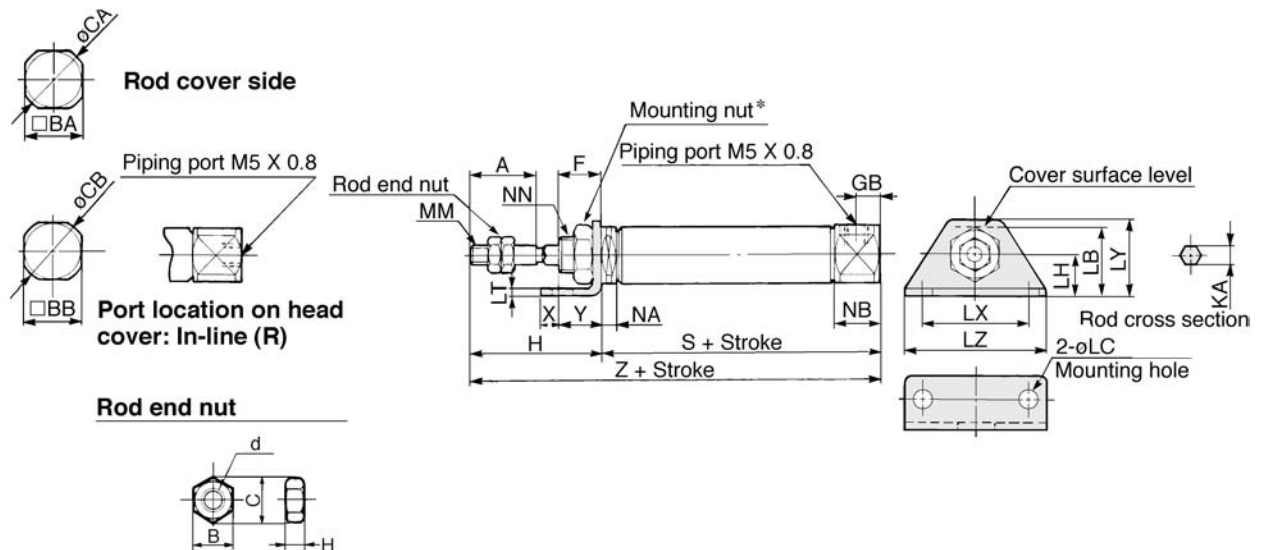 øCA
Rod cover side
□BA
Mounting nut*
Piping port M5 X 0.8
Piping port M5 X 0.8
A
F
GB
Cover surface level
øCB
Rod end nut
NN
MM
LH
LB
LY
KA
□BB
LT
X
Y
NA
NB
LX
Rod cross section
Port location on head
cover: In-line (R)
H
S + Stroke
LZ
2-øLC
Z + Stroke
Mounting hole
Rod end nut
d
C
B
H